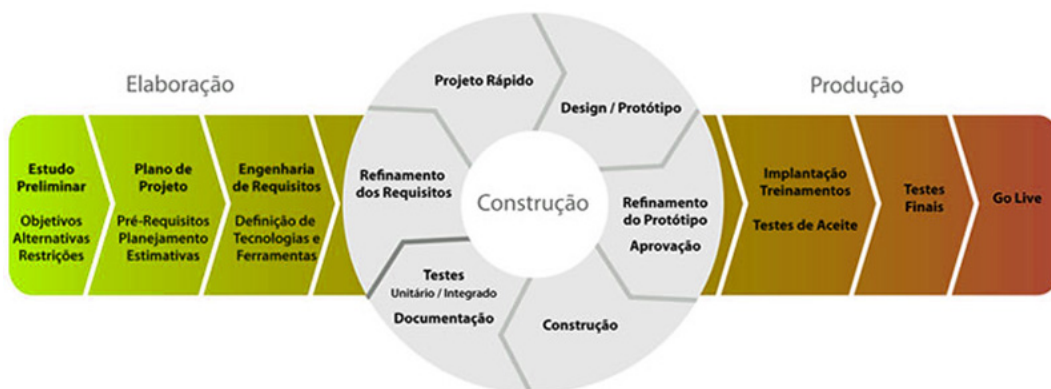 Elaboração
Estudo
Preliminar
Objetivos
Alternativas
Restrições
Plano de
Projeto
Pré-Requisitos
Planejamento
Estimativas
Engenharia
de Requisitos
Definição de
Tecnologias e
Ferramentas
Construção
Projeto Rápido
Design / Protótipo
Refinamento
do Protótipo
Aprovação
Construção
Testes
Unitário / Integrado
Documentação
Refinamento
dos Requisitos
Produção
Implantação
Treinamentos
Testes de Aceite
Testes
Finais
Go Live